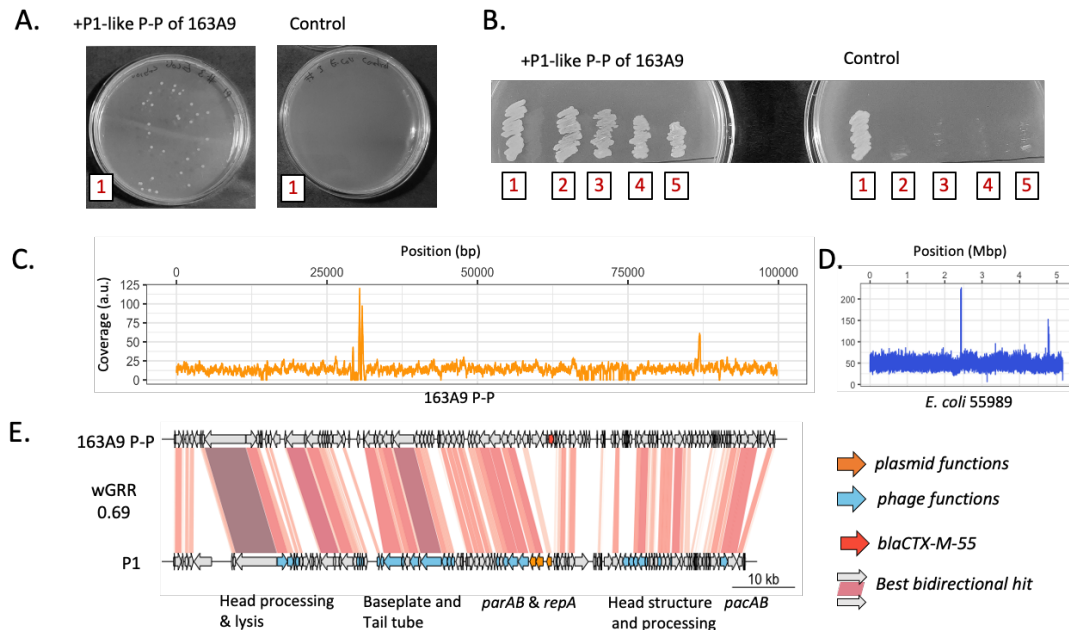 A.
+P1-like P-P of 163A9
Control
1
1
B.
+P1-like P-P of 163A9
Control
1 2 3 4 5
1 2 3 4 5
C.
Position (bp)
0 25000 50000 75000 100000
Coverage (a.u.)
125
100
75
50
25
0
163A9 P-P
D.
Position (Mbp)
0 1 2 3 4 5
200
150
100
50
0
E. coli 55989
E.
163A9 P-P
wGRR
0.69
P1
10 kb
Head processing
& lysis
Baseplate and
Tail tube
parAB & repA
Head structure
and processing
pacAB
plasmid functions
phage functions
blaCTX-M-55
Best bidirectional hit